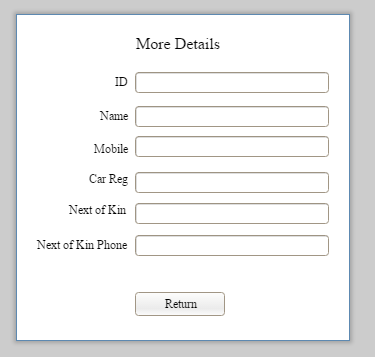 More Details
ID
Name
Mobile
Car Reg
Next of Kin
Next of Kin Phone
Return